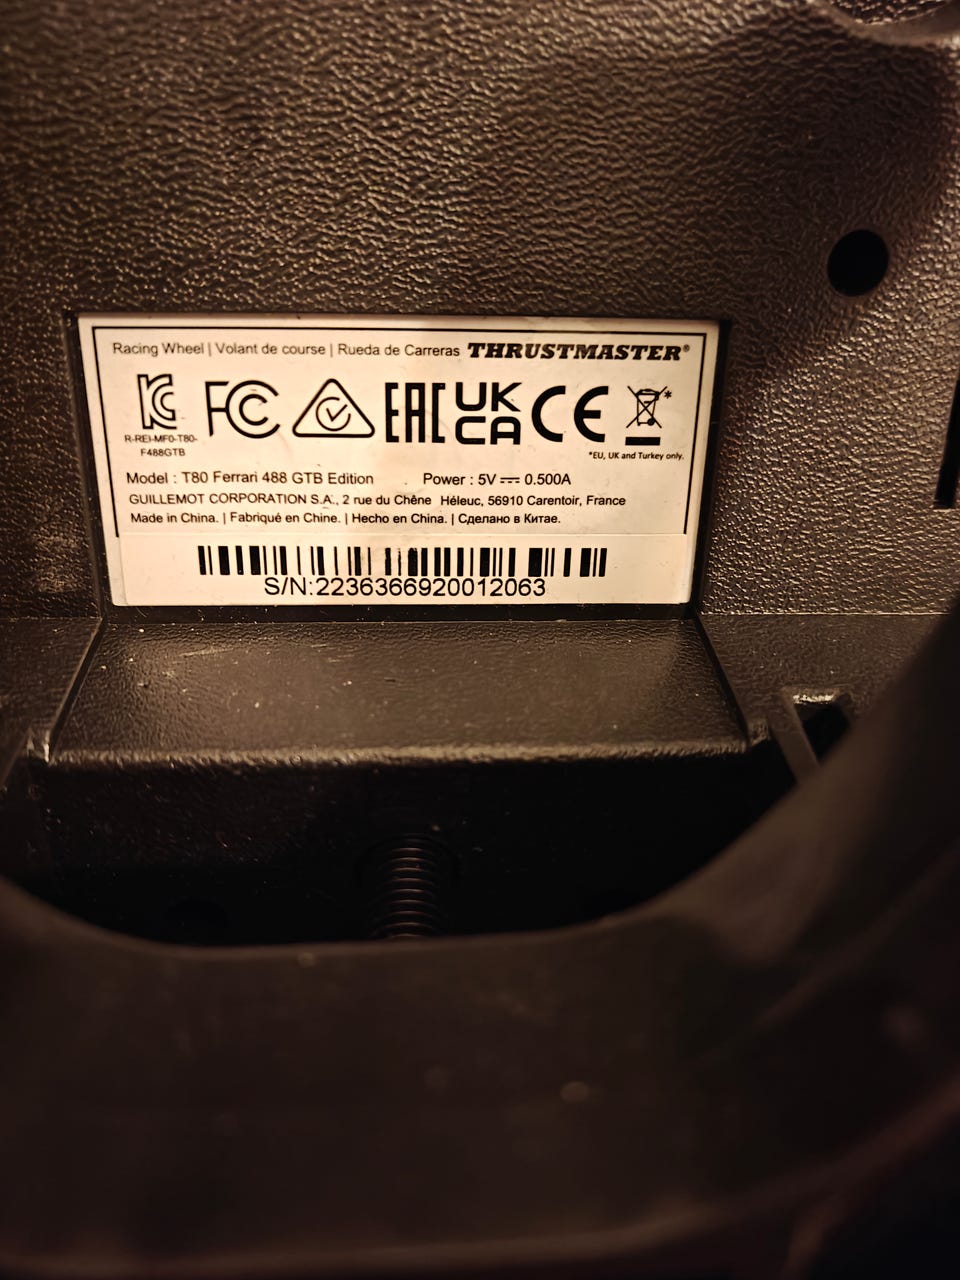 Racing Wheel | Volant de course | Rueda de Carreras THRUSTMASTER®
KC FC EAC UK CA CE *
R-REI-MF0-T80-
F488GTB
*EU, UK and Turkey only.
Model : T80 Ferrari 488 GTB Edition Power : 5V ⎓ 0.500A
GUILLEMOT CORPORATION S.A., 2 rue du Chêne Héleuc, 56910 Carentoir, France
Made in China. | Fabriqué en Chine. | Hecho en China. | Сделано в Китае.
S/N:2236366920012063